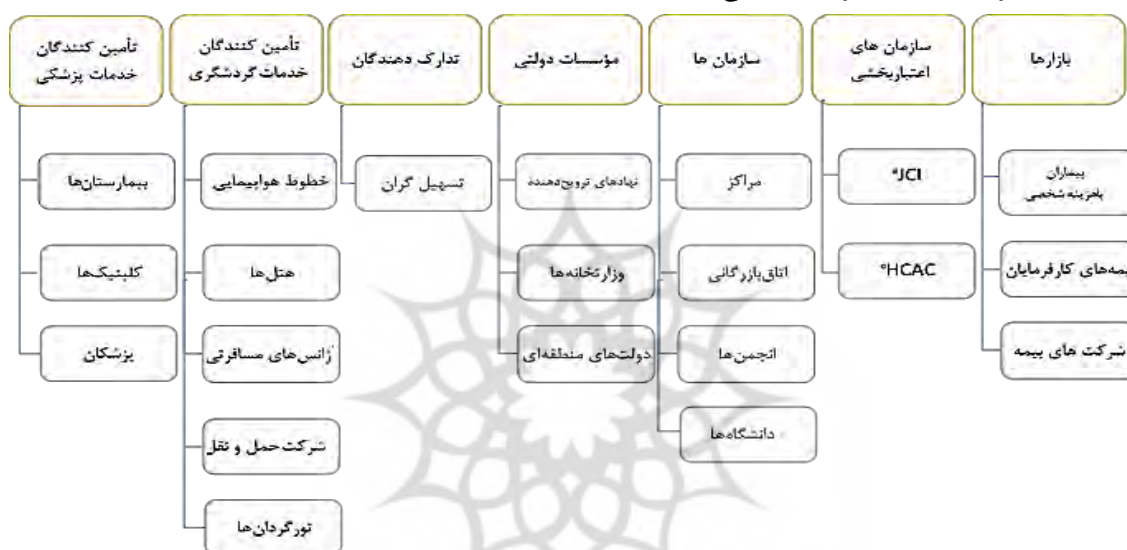 بازارها
سازمان های
اعتباربخشی
سازمان ها
مؤسسات دولتی
تدارک دهندگان
تأمین کنندگان
خدمات گردشگری
تأمین کنندگان
خدمات پزشکی
بیماران
باهزینه شخصی
یمه‌های کارفرمایان
شرکت های بیمه
JCI*
HCAC*
مراکز
اتاق‌بازرگانی
انجمن‌ها
دانشگاه‌ها
نهادهای ترویج‌دهنده
وزارتخانه‌ها
دولت‌های منطقه‌ای
تسهیل گران
خطوط هواپیمایی
هتل‌ها
ژانس‌های مسافرتی
شرکت حمل و نقل
تورگردان‌ها
بیمارستان‌ها
کلینیک‌ها
پزشکان